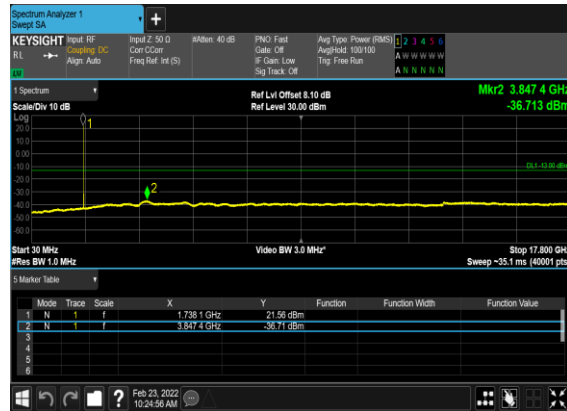 Spectrum Analyzer 1
Swept SA
KEYSIGHT Input: RF Input Z: 50 Ω #Atten: 40 dB PNO: Fast Avg Type: Power (RMS) 1 2 3 4 5 6
RL Coupling: DC Corr CCorr Gate: Off Avg|Hold: 100/100 A W W W W W
Align: Auto Freq Ref: Int (S) IF Gain: Low Trig: Free Run
Sig Track: Off A N N N N N
1 Spectrum Ref Lvl Offset 8.10 dB Mkr2 3.847 4 GHz
Scale/Div 10 dB Ref Level 30.00 dBm -36.713 dBm
Log
1
20.0
10.0
0.00
-10.0
DL1 -13.00 dBm
-20.0
-30.0
2
-40.0
-50.0
-60.0
Start 30 MHz Video BW 3.0 MHz* Stop 17.800 GHz
#Res BW 1.0 MHz Sweep ~35.1 ms (40001 pts)
5 Marker Table
Mode Trace Scale X Y Function Function Width Function Value
1 N 1 f 1.738 1 GHz 21.56 dBm
2 N 1 f 3.847 4 GHz -36.71 dBm
3
4
5
6
? Feb 23, 2022
10:24:56 AM